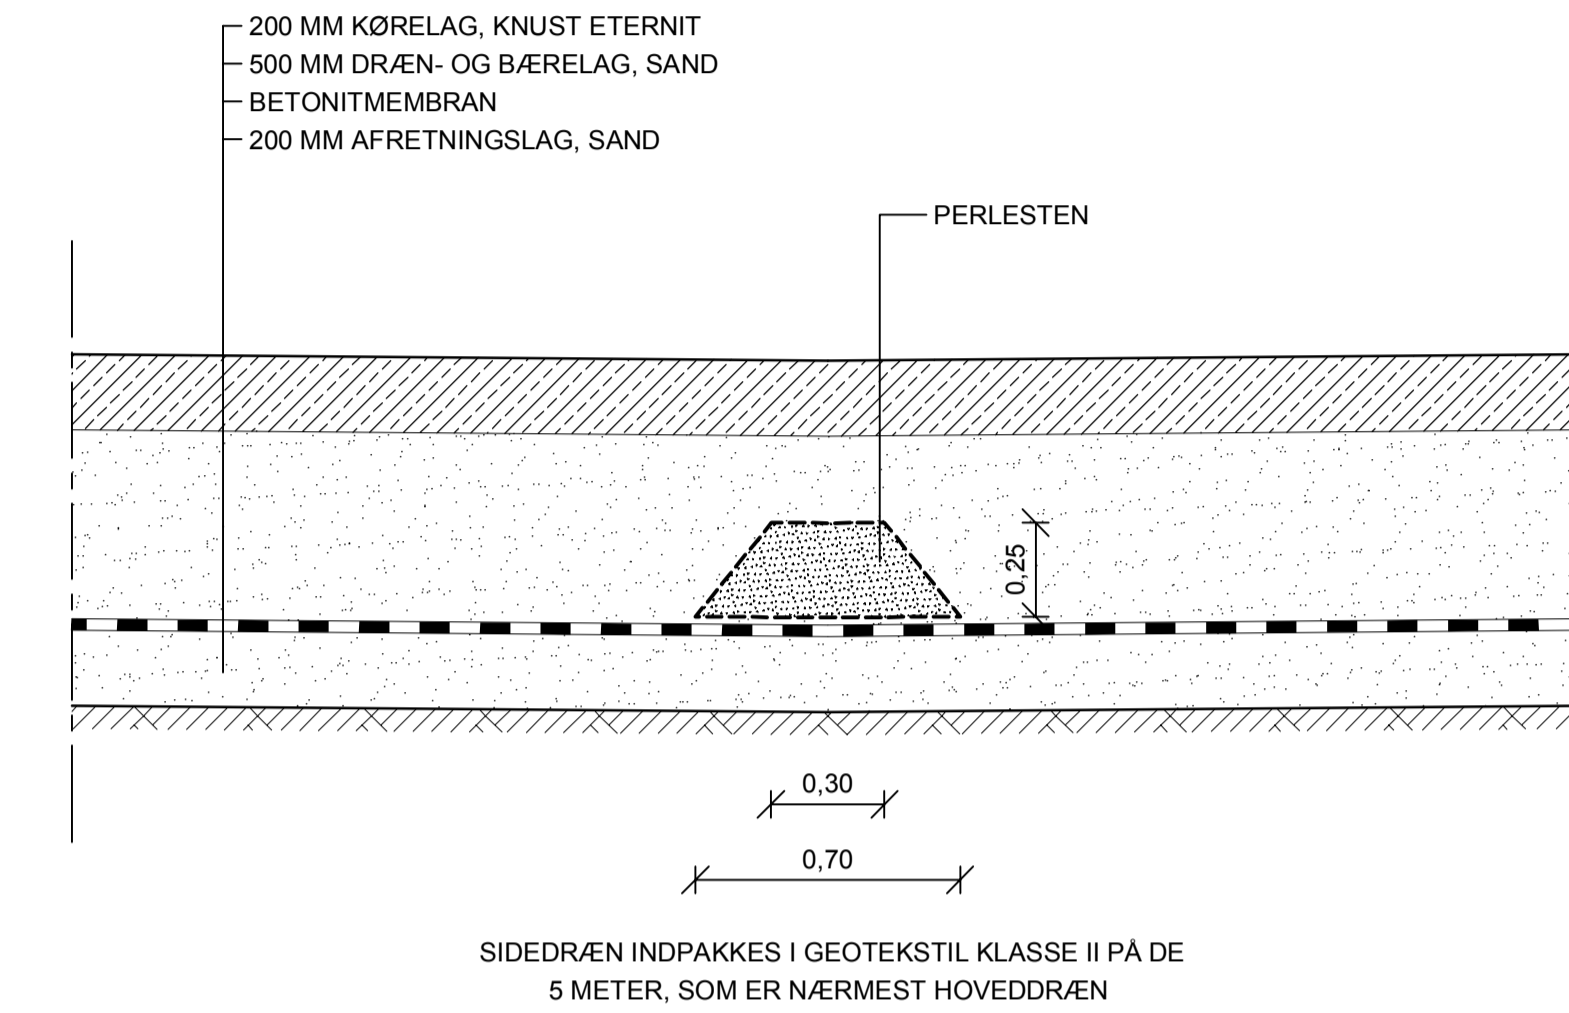 200 MM KØRELAG, KNUST ETERNIT
500 MM DRÆN- OG BÆRELAG, SAND
BETONITMEMBRAN
200 MM AFRETNINGSLAG, SAND
PERLESTEN
0,25
0,30
0,70
SIDEDRÆN INDPAKKES I GEOTEKSTIL KLASSE II PÅ DE
5 METER, SOM ER NÆRMEST HOVEDDRÆN